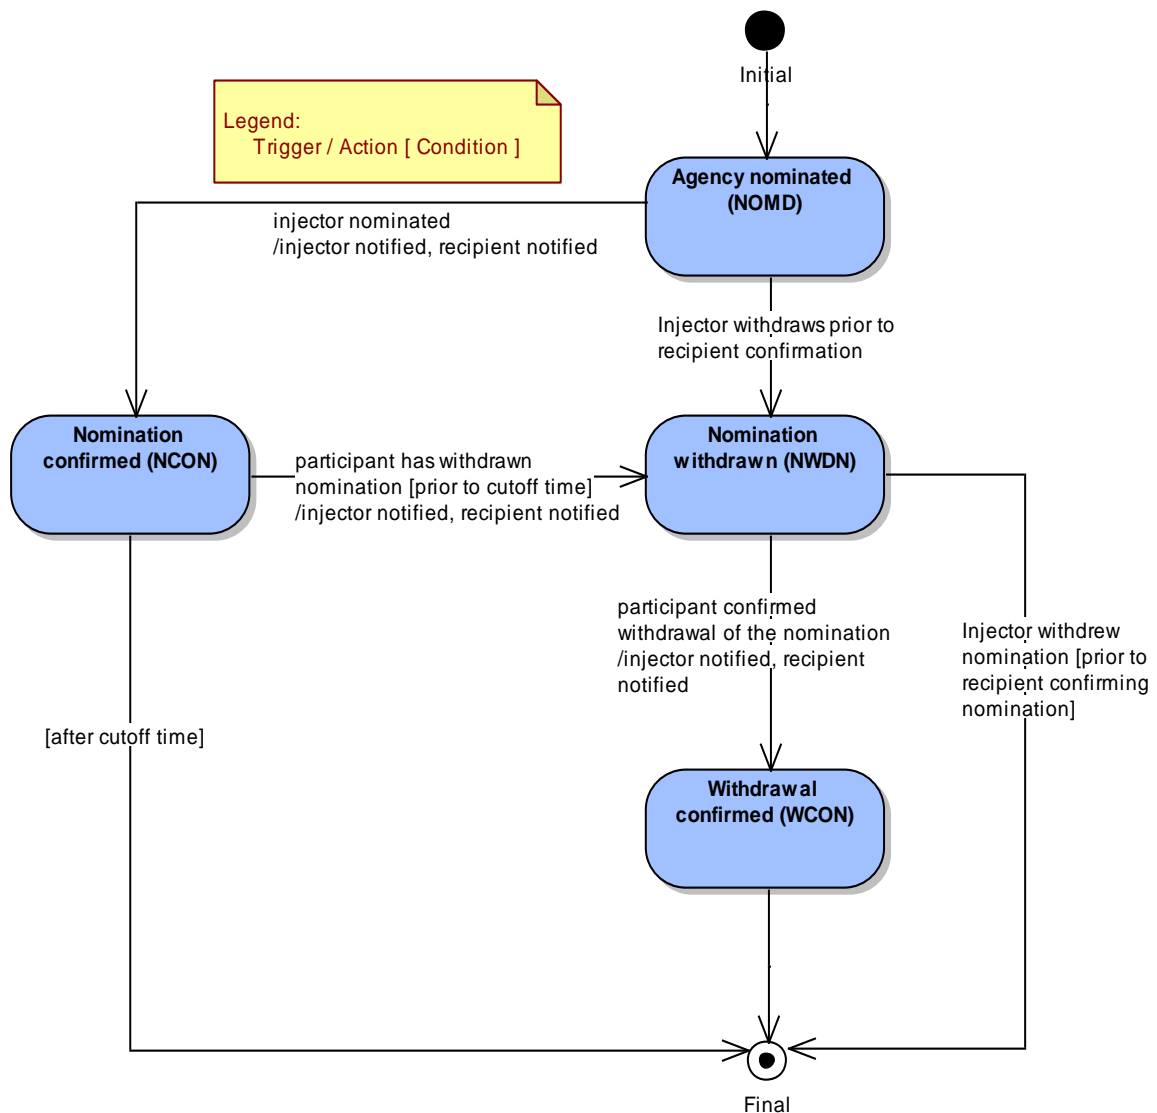 Initial
Legend:
Trigger / Action [ Condition ]
Agency nominated
(NOMD)
injector nominated
/injector notified, recipient notified
Injector withdraws prior to
recipient confirmation
Nomination
confirmed (NCON)
participant has withdrawn
nomination [prior to cutoff time]
/injector notified, recipient notified
Nomination
withdrawn (NWDN)
participant confirmed
withdrawal of the nomination
/injector notified, recipient
notified
Injector withdrew
nomination [prior to
recipient confirming
nomination]
[after cutoff time]
Withdrawal
confirmed (WCON)
Final